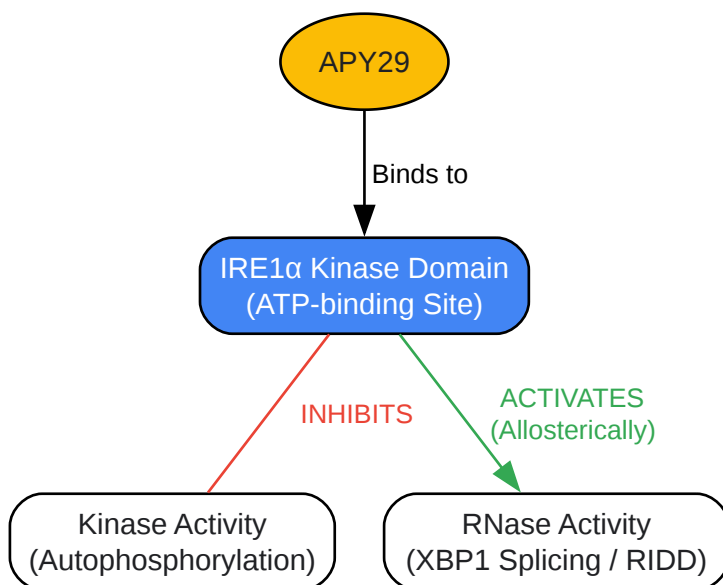 APY29
Binds to
IRE1α Kinase Domain
(ATP-binding Site)
INHIBITS
ACTIVATES
(Allosterically)
Kinase Activity
(Autophosphorylation)
RNase Activity
(XBP1 Splicing / RIDD)